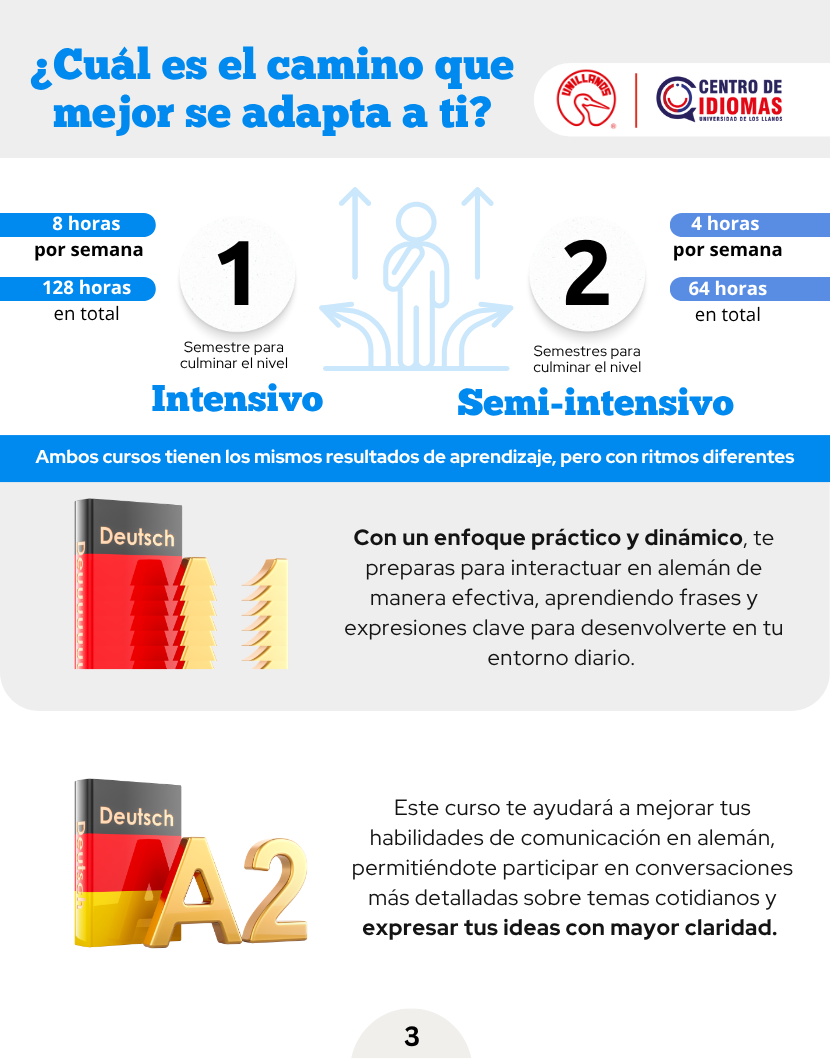 ¿Cuál es el camino que
mejor se adapta a ti?
UNILLANOS
®
CENTRO DE
IDIOMAS
UNIVERSIDAD DE LOS LLANOS
8 horas
por semana
128 horas
en total
1
Semestre para
culminar el nivel
Intensivo
2
Semestres para
culminar el nivel
4 horas
por semana
64 horas
en total
Semi-intensivo
Ambos cursos tienen los mismos resultados de aprendizaje, pero con ritmos diferentes
Deutsch
A1
Con un enfoque práctico y dinámico, te
preparas para interactuar en alemán de
manera efectiva, aprendiendo frases y
expresiones clave para desenvolverte en tu
entorno diario.
Deutsch
Deutsch
A2
Este curso te ayudará a mejorar tus
habilidades de comunicación en alemán,
permitiéndote participar en conversaciones
más detalladas sobre temas cotidianos y
expresar tus ideas con mayor claridad.
3